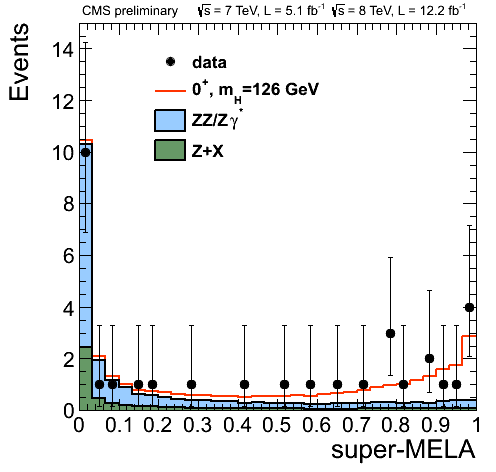 CMS preliminary √s = 7 TeV, L = 5.1 fb⁻¹ √s = 8 TeV, L = 12.2 fb⁻¹
Events
14
12
10
8
6
4
2
0
data
0⁺, m_H=126 GeV
ZZ/Zγ*
Z+X
0 0.1 0.2 0.3 0.4 0.5 0.6 0.7 0.8 0.9 1
super-MELA